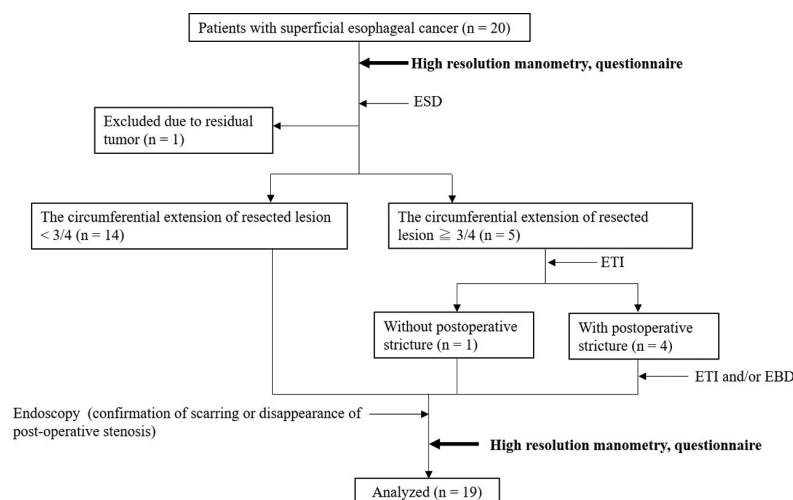 Patients with superficial esophageal cancer (n = 20)
High resolution manometry, questionnaire
ESD
Excluded due to residual
tumor (n = 1)
The circumferential extension of resected lesion
< 3/4 (n = 14)
The circumferential extension of resected
lesion ≧ 3/4 (n = 5)
ETI
Without postoperative
stricture (n = 1)
With postoperative
stricture (n = 4)
ETI and/or EBD
Endoscopy (confirmation of scarring or disappearance of
post-operative stenosis)
High resolution manometry, questionnaire
Analyzed (n = 19)